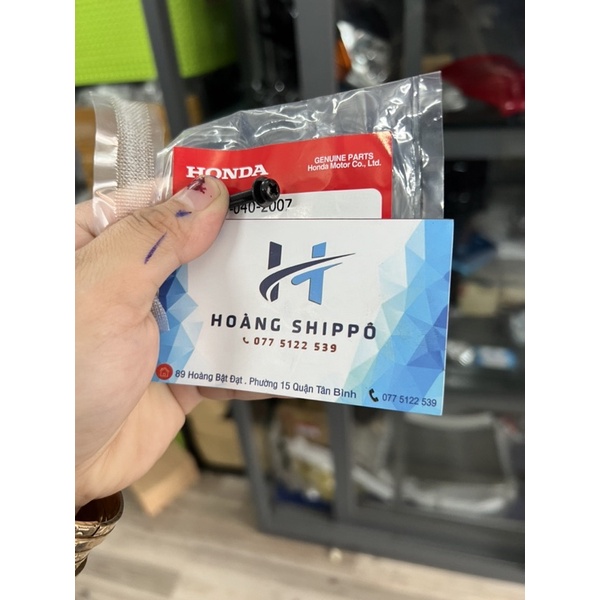 HONDA
GENUINE PARTS
Honda Motor Co., Ltd.
-040-2007
H
HOÀNG SHIPPÔ
077 5122 539
89 Hoàng Bật Đạt . Phường 15 Quận Tân Bình
077 5122 539